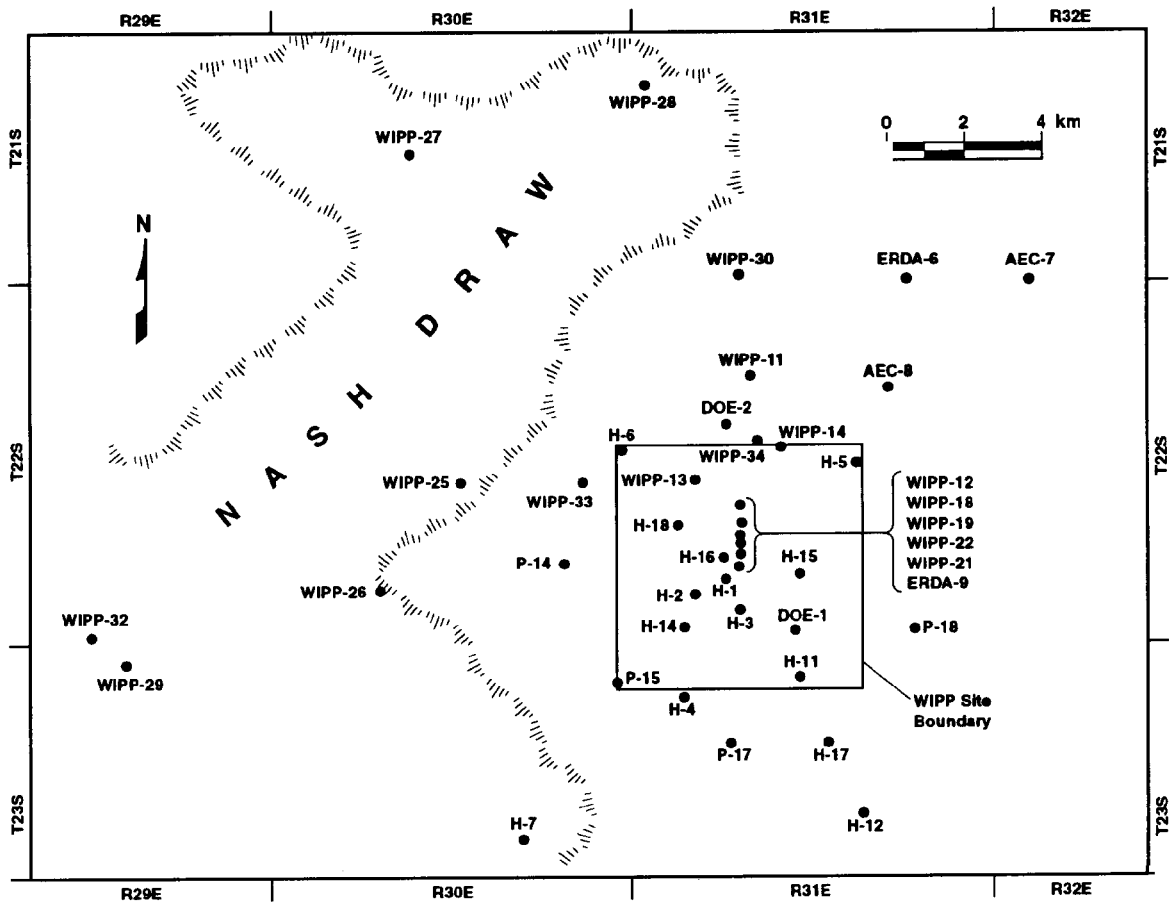 R29E R30E R31E R32E
WIPP-28
0 2 4 km
WIPP-27
T21S T21S
N
NASH DRAW
WIPP-30 ERDA-6 AEC-7
WIPP-11 AEC-8
DOE-2
H-6 WIPP-14
WIPP-34 H-5
T22S T22S
WIPP-25 WIPP-33 WIPP-13
WIPP-12
WIPP-18
WIPP-19
WIPP-22
WIPP-21
ERDA-9
H-18
H-16 H-15
P-14
H-1
WIPP-26 H-2
H-3 DOE-1
WIPP-32 H-14 P-18
H-11
WIPP-29 P-15
H-4
WIPP Site
Boundary
P-17 H-17
T23S T23S
H-7 H-12
R29E R30E R31E R32E